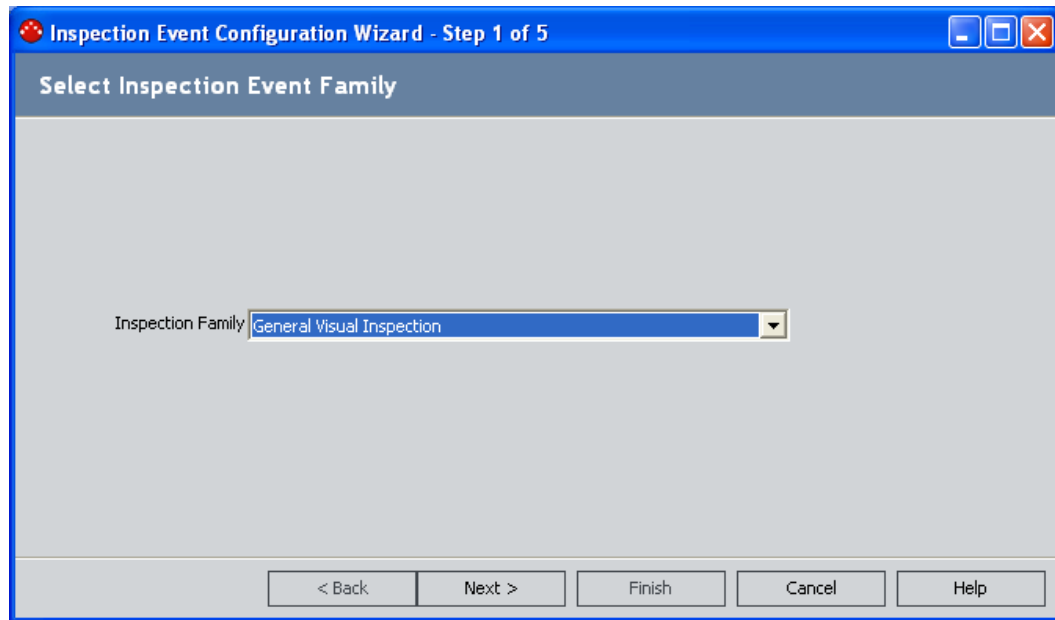 Inspection Event Configuration Wizard - Step 1 of 5
Select Inspection Event Family
Inspection Family General Visual Inspection
< Back Next > Finish Cancel Help